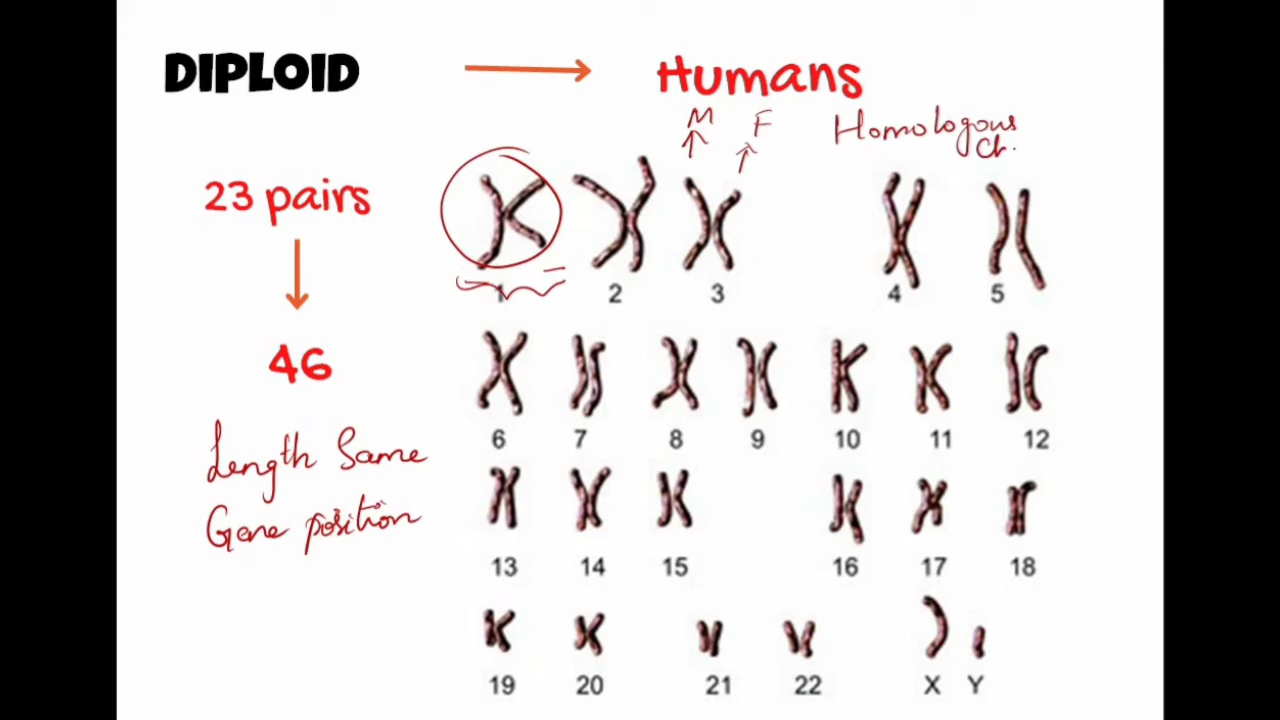 DIPLOID
Humans
M F
Homologous
Ch.
23 pairs
46
Length Same
Gene position
1 2 3 4 5
6 7 8 9 10 11 12
13 14 15 16 17 18
19 20 21 22 X Y